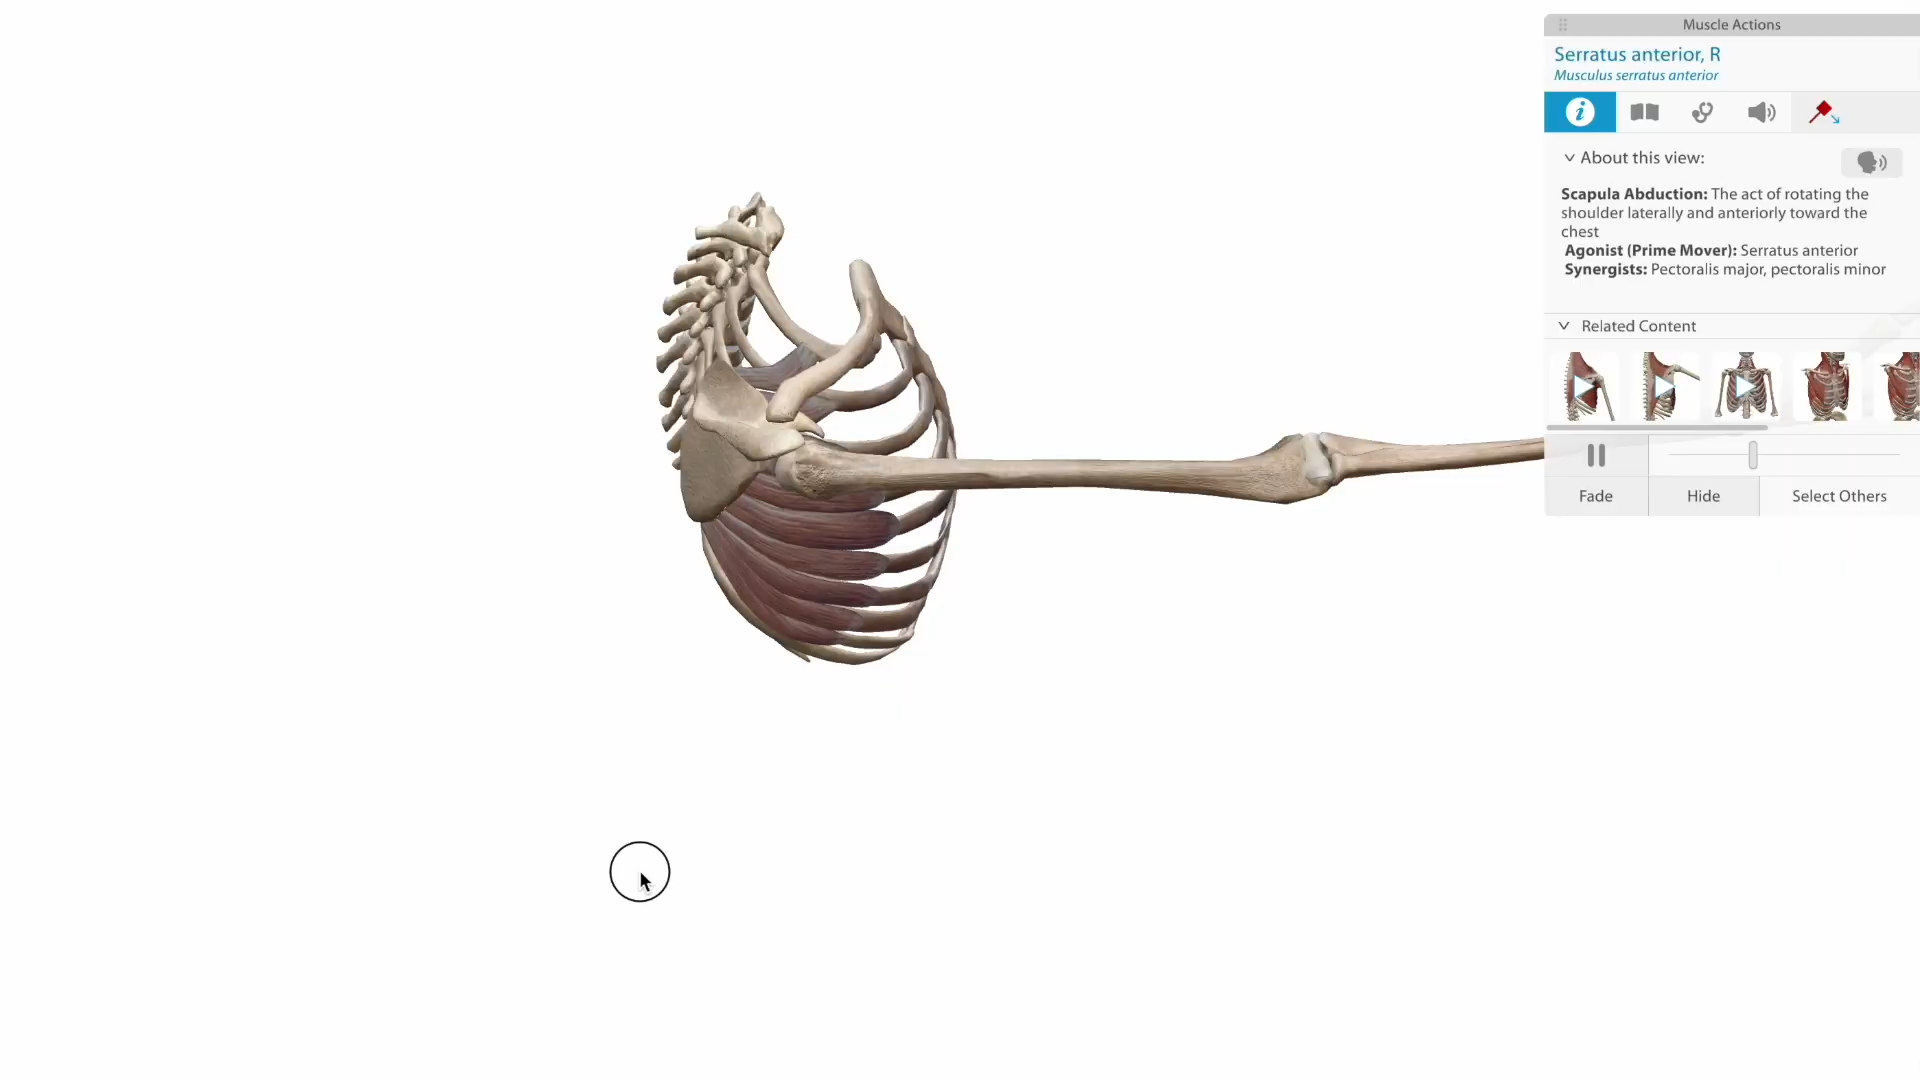 Muscle Actions
Serratus anterior, R
Musculus serratus anterior
i
About this view:
Scapula Abduction: The act of rotating the
shoulder laterally and anteriorly toward the
chest
Agonist (Prime Mover): Serratus anterior
Synergists: Pectoralis major, pectoralis minor
Related Content
Fade
Hide
Select Others